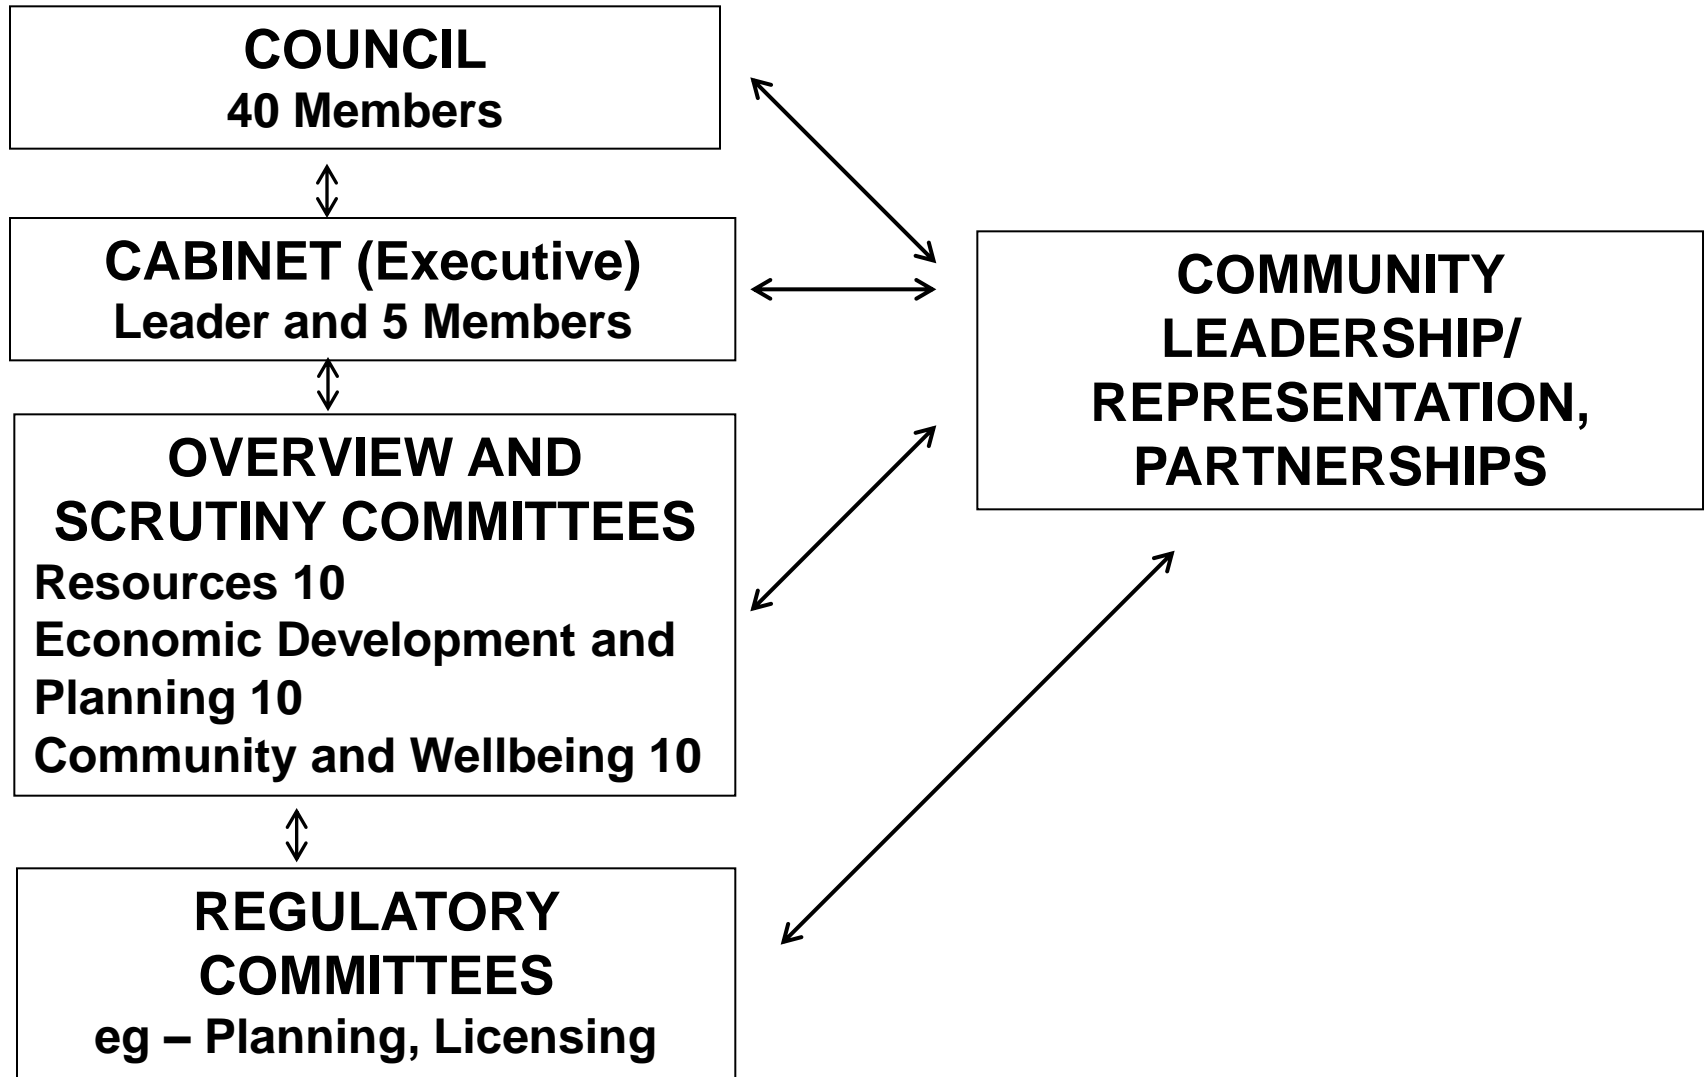 COUNCIL
40 Members
CABINET (Executive)
Leader and 5 Members
OVERVIEW AND
SCRUTINY COMMITTEES
Resources 10
Economic Development and
Planning 10
Community and Wellbeing 10
REGULATORY
COMMITTEES
eg – Planning, Licensing
COMMUNITY
LEADERSHIP/
REPRESENTATION,
PARTNERSHIPS